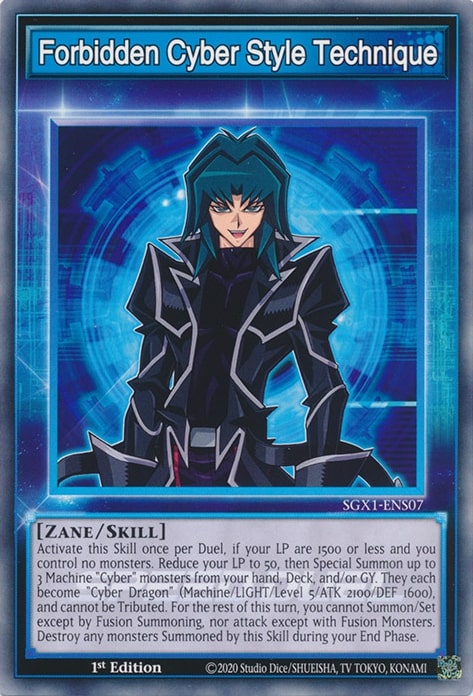 Forbidden Cyber Style Technique
SGX1-ENS07
[ZANE/SKILL]
Activate this Skill once per Duel, if your LP are 1500 or less and you
control no monsters. Reduce your LP to 50, then Special Summon up to
3 Machine "Cyber" monsters from your hand, Deck, and/or GY. They each
become "Cyber Dragon" (Machine/LIGHT/Level 5/ATK 2100/DEF 1600),
and cannot be Tributed. For the rest of this turn, you cannot Summon/Set
except by Fusion Summoning, nor attack except with Fusion Monsters.
Destroy any monsters Summoned by this Skill during your End Phase.
1st Edition
©2020 Studio Dice/SHUEISHA, TV TOKYO, KONAMI